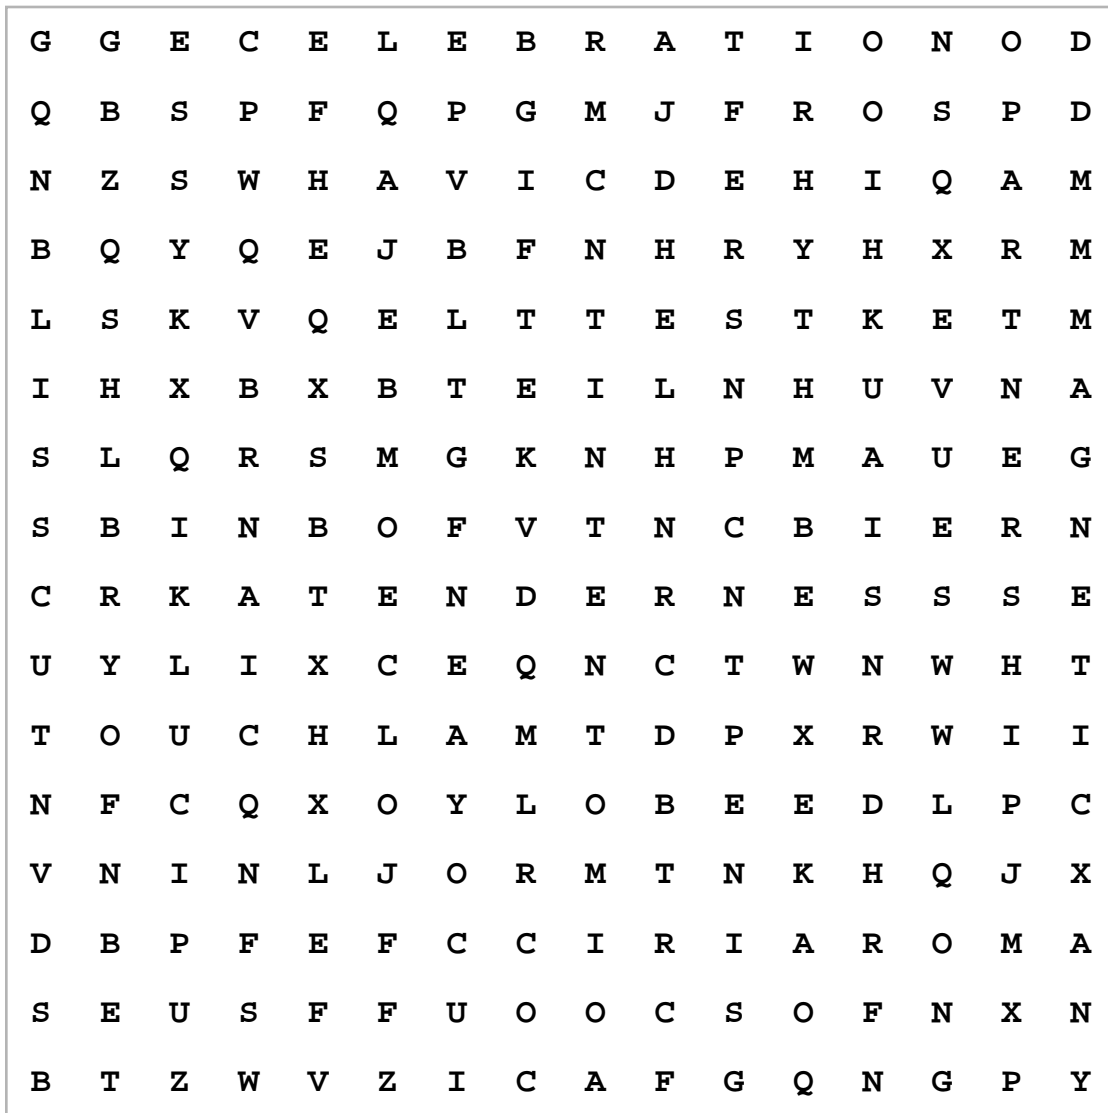 G G E C E L E B R A T I O N O D
Q B S P F Q P G M J F R O S P D
N Z S W H A V I C D E H I Q A M
B Q Y Q E J B F N H R Y H X R M
L S K V Q E L T T E S T K E T M
I H X B X B T E I L N H U V N A
S L Q R S M G K N H P M A U E G
S B I N B O F V T N C B I E R N
C R K A T E N D E R N E S S S E
U Y L I X C E Q N C T W N W H T
T O U C H L A M T D P X R W I I
N F C Q X O Y L O B E E D L P C
V N I N L J O R M T N K H Q J X
D B P F E F C C I R I A R O M A
S E U S F F U O O C S O F N X N
B T Z W V Z I C A F G Q N G P Y